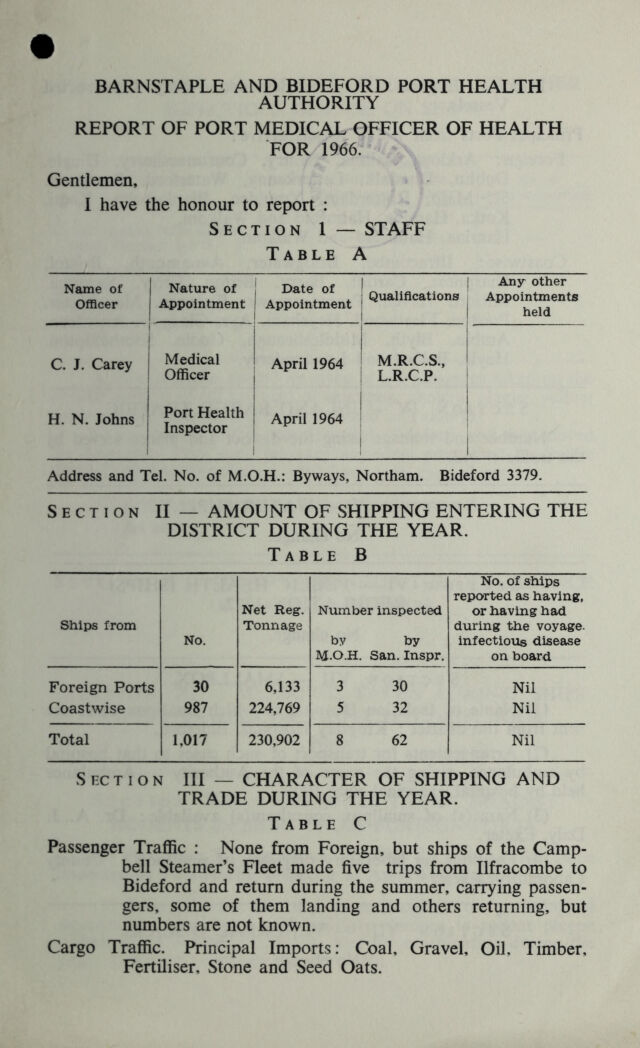 BARNSTAPLE AND BIDEFORD PORT HEALTH
AUTHORITY
REPORT OF PORT MEDICAL OFFICER OF HEALTH
FOR 1966.
Gentlemen,
I have the honour to report :
SECTION 1 — STAFF
TABLE A
Name of Officer | Nature of Appointment | Date of Appointment | Qualifications | Any other Appointments held
C. J. Carey | Medical Officer | April 1964 | M.R.C.S., L.R.C.P.
H. N. Johns | Port Health Inspector | April 1964
Address and Tel. No. of M.O.H.: Byways, Northam. Bideford 3379.
SECTION II — AMOUNT OF SHIPPING ENTERING THE
DISTRICT DURING THE YEAR.
TABLE B
Ships from | No. | Net Reg. Tonnage | Number inspected by M.O.H. | by San. Inspr. | No. of ships reported as having, or having had during the voyage. infectious disease on board
Foreign Ports | 30 | 6,133 | 3 | 30 | Nil
Coastwise | 987 | 224,769 | 5 | 32 | Nil
Total | 1,017 | 230,902 | 8 | 62 | Nil
SECTION III — CHARACTER OF SHIPPING AND
TRADE DURING THE YEAR.
TABLE C
Passenger Traffic : None from Foreign, but ships of the Camp-
bell Steamer's Fleet made five trips from Ilfracombe to
Bideford and return during the summer, carrying passen-
gers, some of them landing and others returning, but
numbers are not known.
Cargo Traffic. Principal Imports: Coal, Gravel, Oil, Timber,
Fertiliser, Stone and Seed Oats.